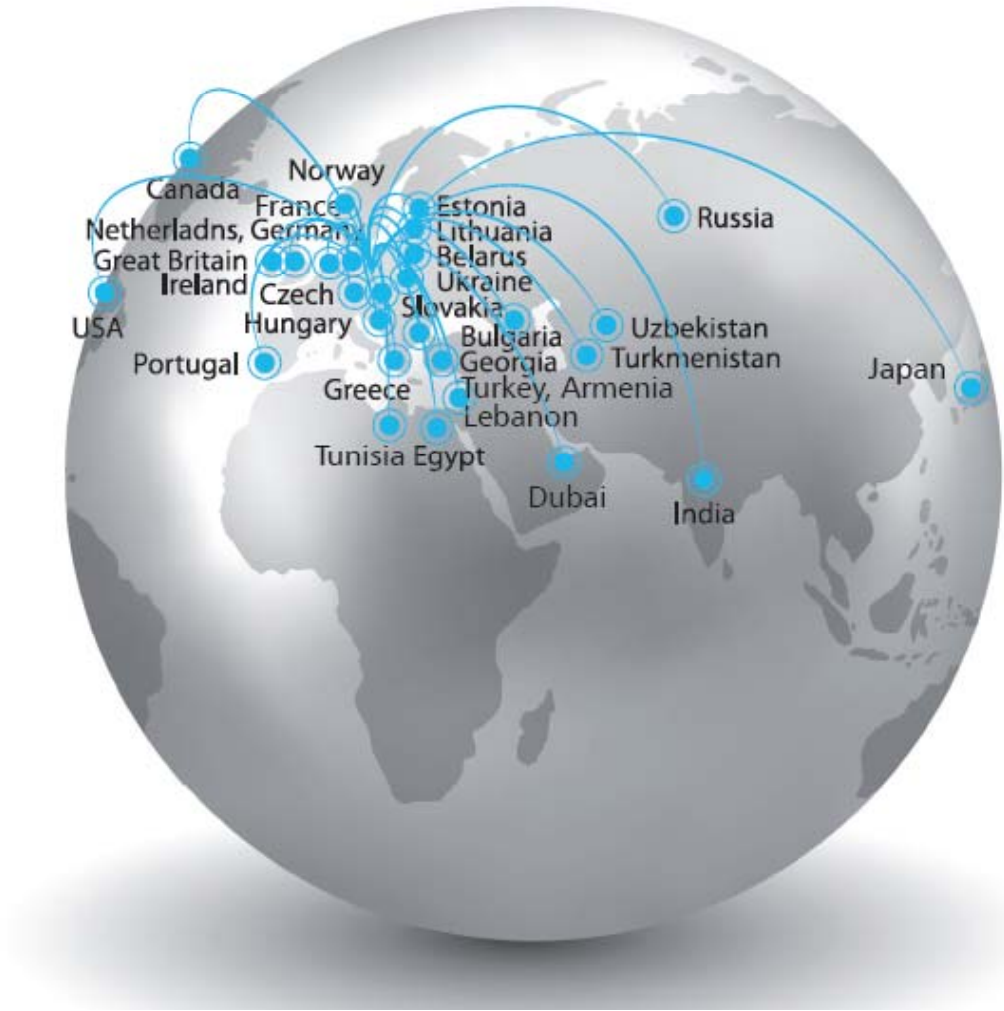 Canada
Norway
France
Estonia
Russia
Netherladns, Germany
Lithuania
Great Britain
Belarus
Ireland
Ukraine
Czech
Slovakia
USA
Hungary
Bulgaria
Uzbekistan
Portugal
Georgia
Turkmenistan
Japan
Greece
Turkey, Armenia
Lebanon
Tunisia Egypt
Dubai
India